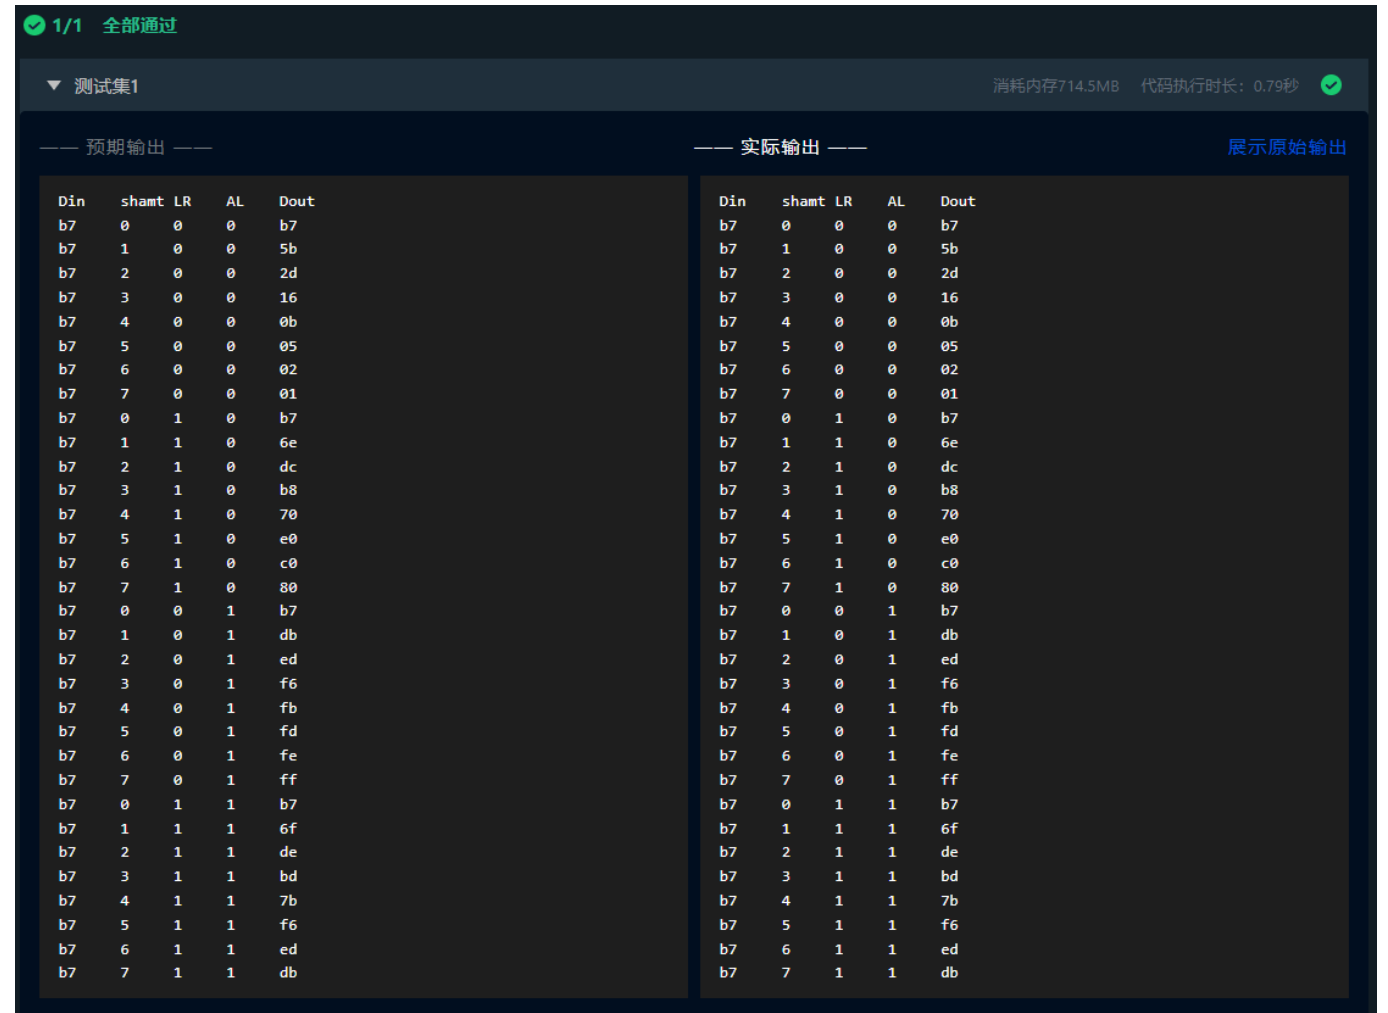 1/1 全部通过
测试集1 消耗内存714.5MB 代码执行时长：0.79秒
—— 预期输出 —— —— 实际输出 —— 展示原始输出
Din shamt LR AL Dout Din shamt LR AL Dout
b7 0 0 0 b7 b7 0 0 0 b7
b7 1 0 0 5b b7 1 0 0 5b
b7 2 0 0 2d b7 2 0 0 2d
b7 3 0 0 16 b7 3 0 0 16
b7 4 0 0 0b b7 4 0 0 0b
b7 5 0 0 05 b7 5 0 0 05
b7 6 0 0 02 b7 6 0 0 02
b7 7 0 0 01 b7 7 0 0 01
b7 0 1 0 b7 b7 0 1 0 b7
b7 1 1 0 6e b7 1 1 0 6e
b7 2 1 0 dc b7 2 1 0 dc
b7 3 1 0 b8 b7 3 1 0 b8
b7 4 1 0 70 b7 4 1 0 70
b7 5 1 0 e0 b7 5 1 0 e0
b7 6 1 0 c0 b7 6 1 0 c0
b7 7 1 0 80 b7 7 1 0 80
b7 0 0 1 b7 b7 0 0 1 b7
b7 1 0 1 db b7 1 0 1 db
b7 2 0 1 ed b7 2 0 1 ed
b7 3 0 1 f6 b7 3 0 1 f6
b7 4 0 1 fb b7 4 0 1 fb
b7 5 0 1 fd b7 5 0 1 fd
b7 6 0 1 fe b7 6 0 1 fe
b7 7 0 1 ff b7 7 0 1 ff
b7 0 1 1 b7 b7 0 1 1 b7
b7 1 1 1 6f b7 1 1 1 6f
b7 2 1 1 de b7 2 1 1 de
b7 3 1 1 bd b7 3 1 1 bd
b7 4 1 1 7b b7 4 1 1 7b
b7 5 1 1 f6 b7 5 1 1 f6
b7 6 1 1 ed b7 6 1 1 ed
b7 7 1 1 db b7 7 1 1 db